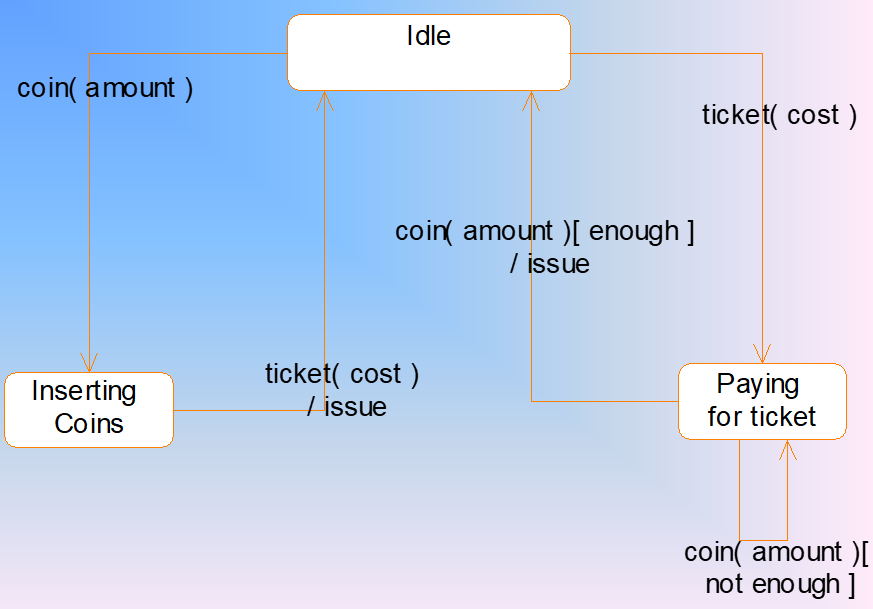 Idle
coin( amount )
ticket( cost )
coin( amount )[ enough ]
/ issue
ticket( cost )
/ issue
Inserting
Coins
Paying
for ticket
coin( amount )[
not enough ]